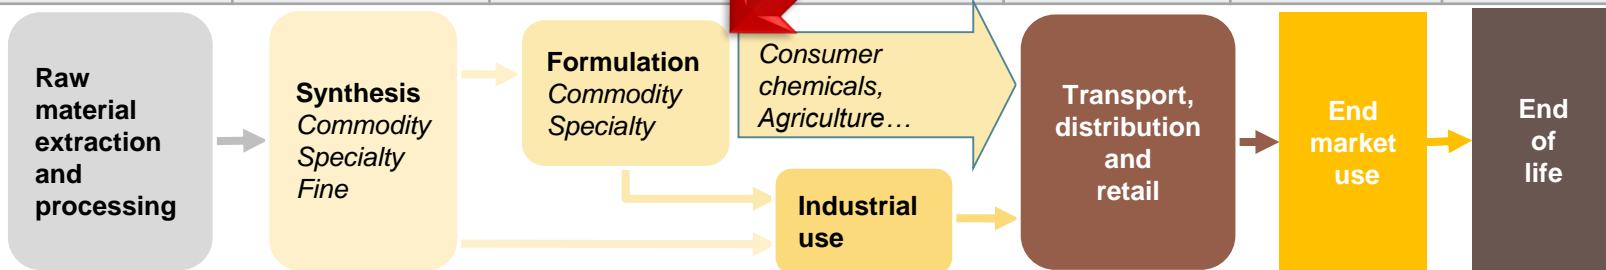 Raw
material
extraction
and
processing
Synthesis
Commodity
Specialty
Fine
Formulation
Commodity
Specialty
Consumer
chemicals,
Agriculture…
Industrial
use
Transport,
distribution
and
retail
End
market
use
End
of
life